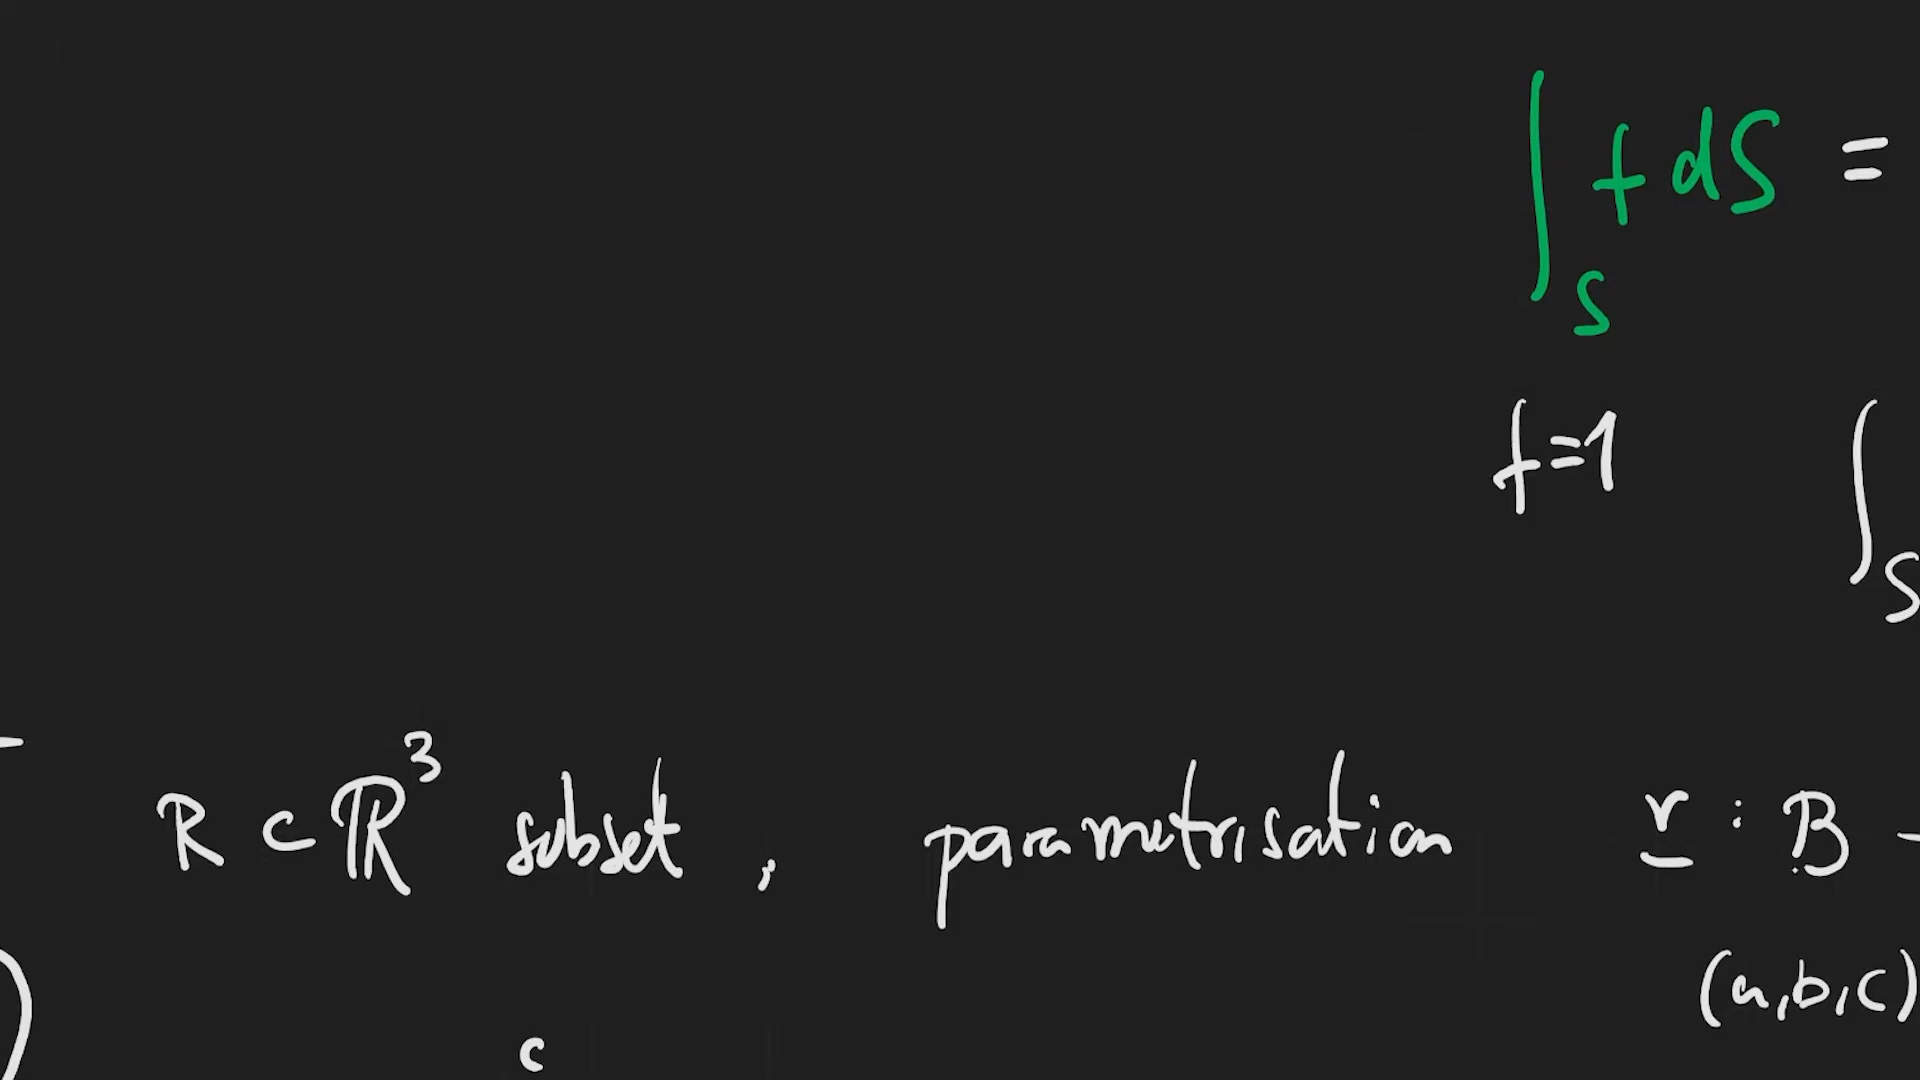 ∫_S f dS =
f=1 ∫_S
R ⊂ ℝ³ subset, parametrisation r : B –
(a,b,c)
c